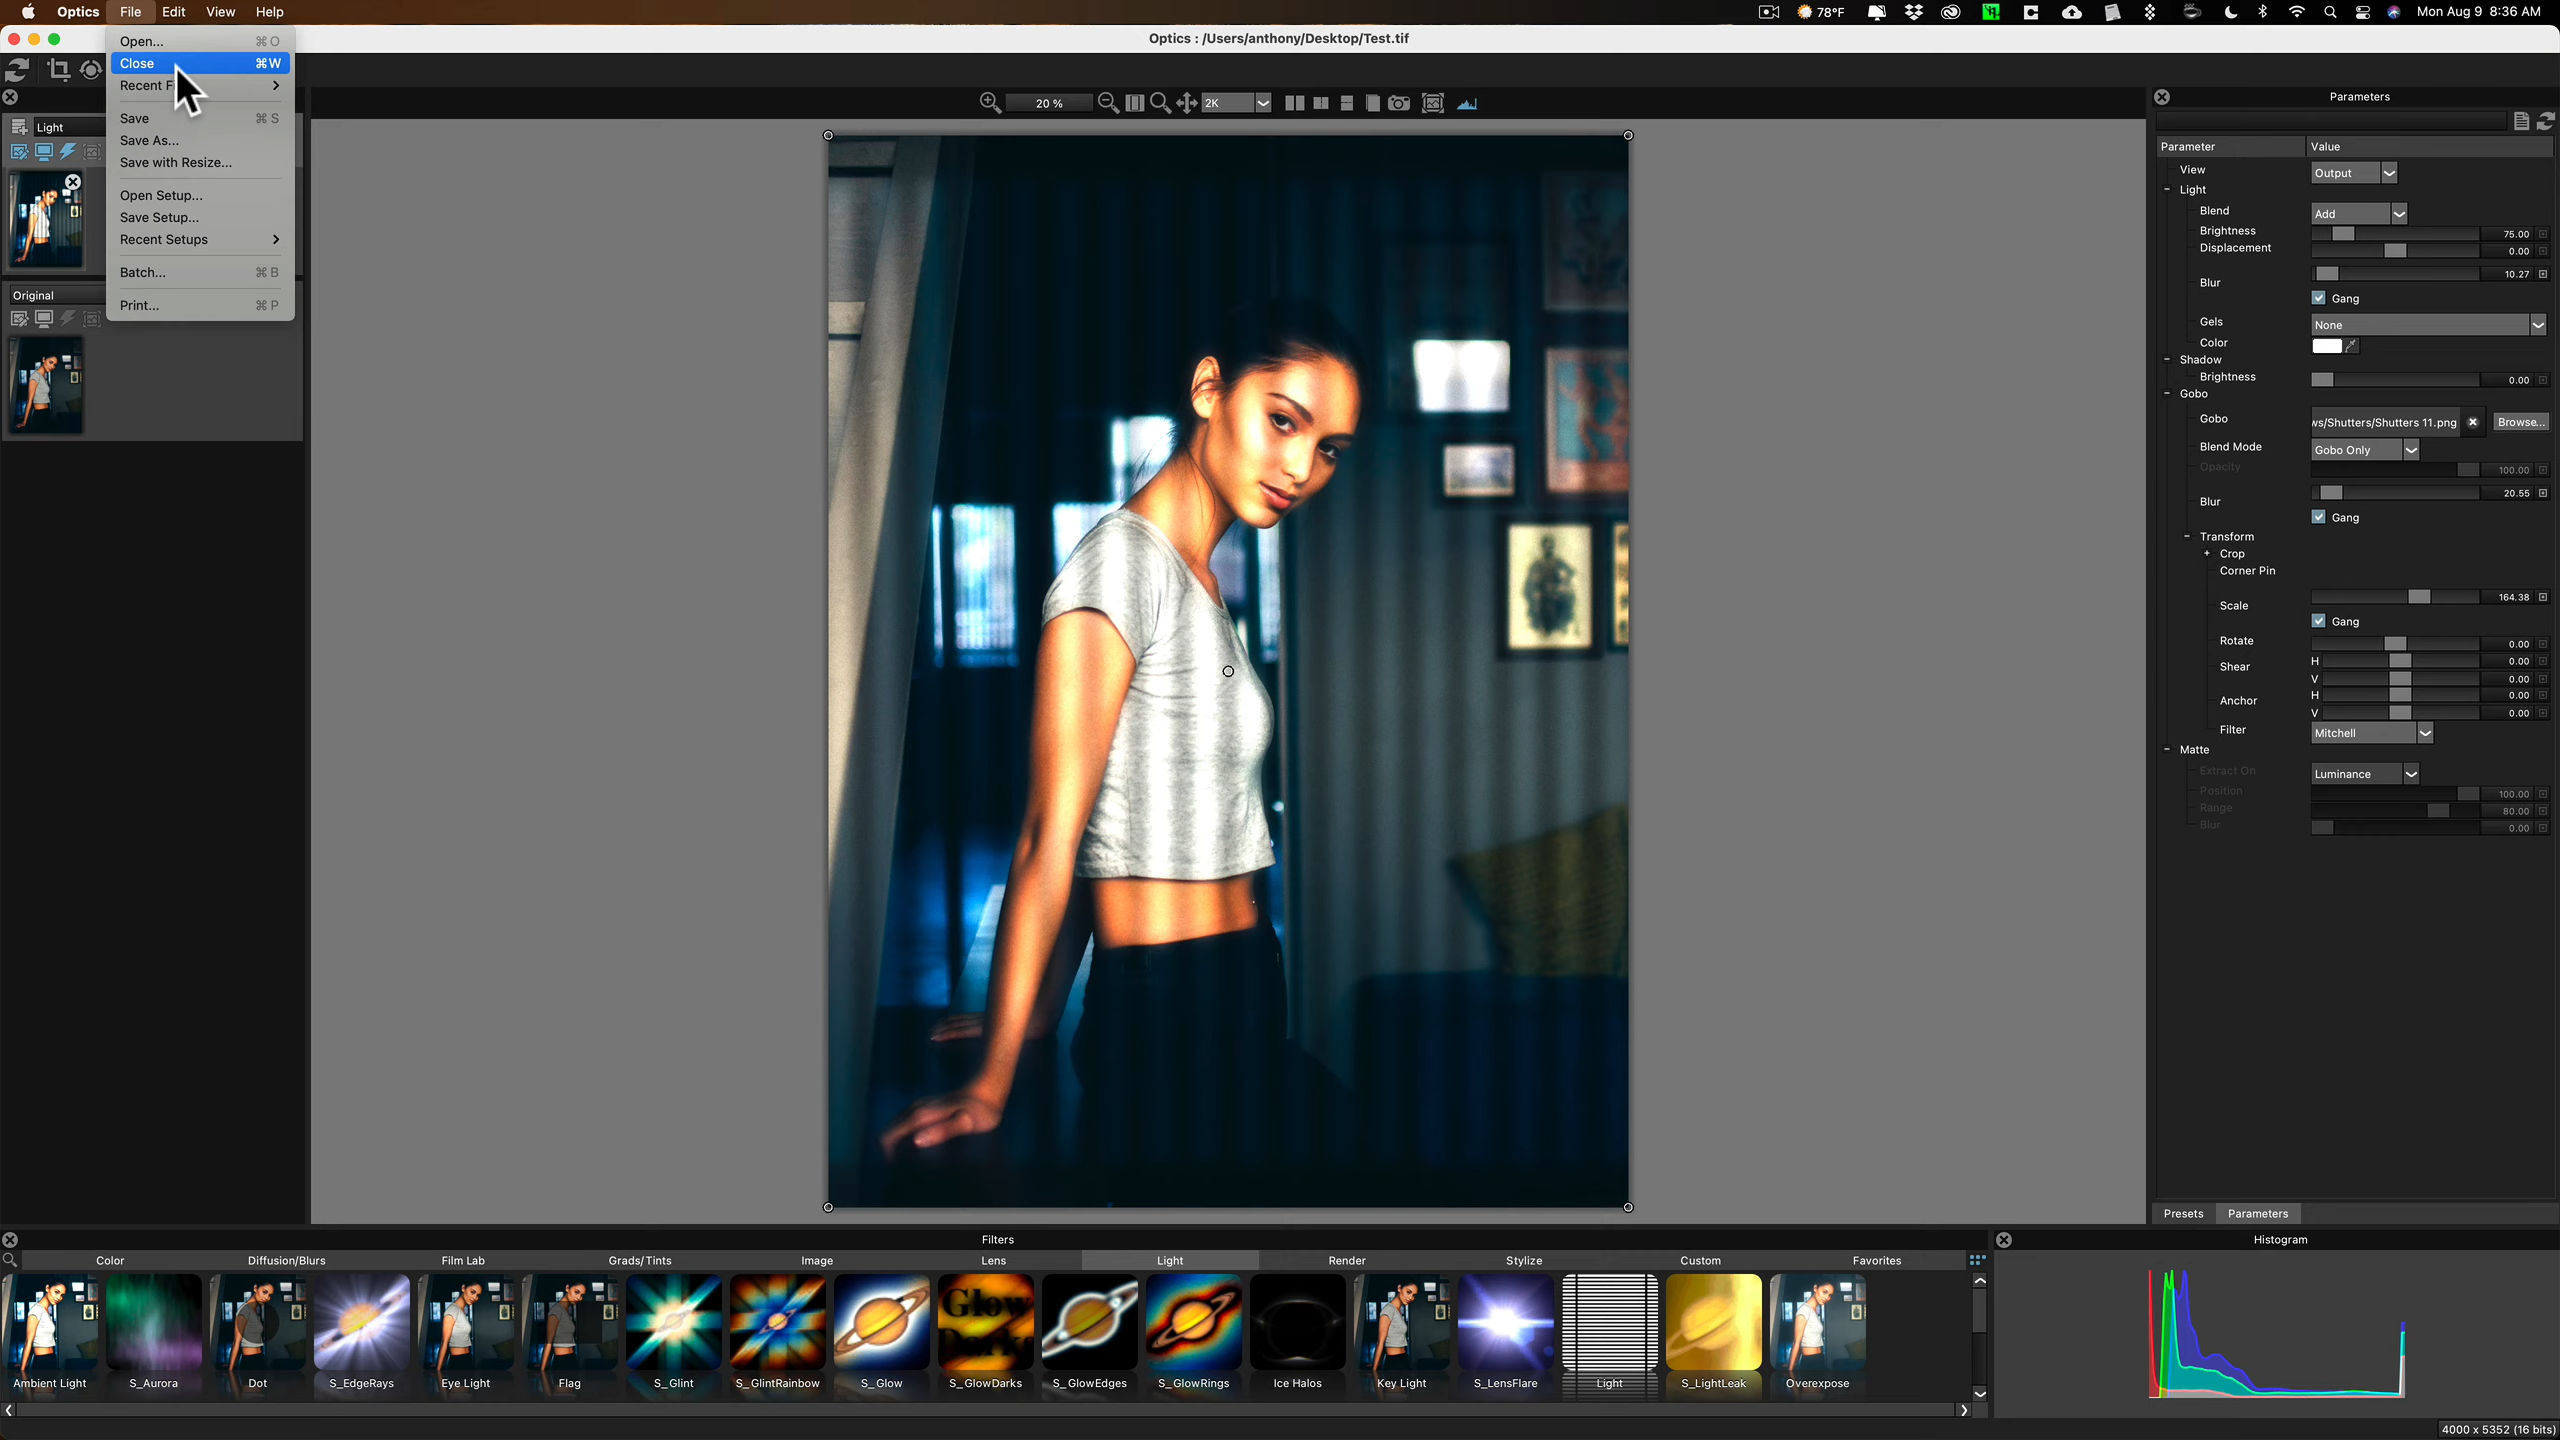 Optics File Edit View Help
78°F Mon Aug 9 8:36 AM
Optics : /Users/anthony/Desktop/Test.tif
Open... ⌘ O
Close ⌘W
Recent F
Save ⌘ S
Save As...
Save with Resize...
Open Setup...
Save Setup...
Recent Setups
Batch... ⌘ B
Print... ⌘ P
Light
Original
20 %
2K
Parameters
Parameter Value
View Output
Light
Blend Add
Brightness 75.00
Displacement 0.00
Blur 10.27
Gang
Gels None
Color
Shadow
Brightness 0.00
Gobo
Gobo ws/Shutters/Shutters 11.png Browse...
Blend Mode Gobo Only
Opacity 100.00
Blur 20.55
Gang
Transform
Crop
Corner Pin
Scale 164.38
Gang
Rotate 0.00
Shear H 0.00
V 0.00
Anchor H 0.00
V 0.00
Filter Mitchell
Matte
Extract On Luminance
Position 100.00
Range 80.00
Blur 0.00
Presets Parameters
Filters
Color Diffusion/Blurs Film Lab Grads/Tints Image Lens Light Render Stylize Custom Favorites
Glow
Darks
Ambient Light S_Aurora Dot S_EdgeRays Eye Light Flag S_Glint S_GlintRainbow S_Glow S_GlowDarks S_GlowEdges S_GlowRings Ice Halos Key Light S_LensFlare Light S_LightLeak Overexpose
Histogram
4000 x 5352 (16 bits)